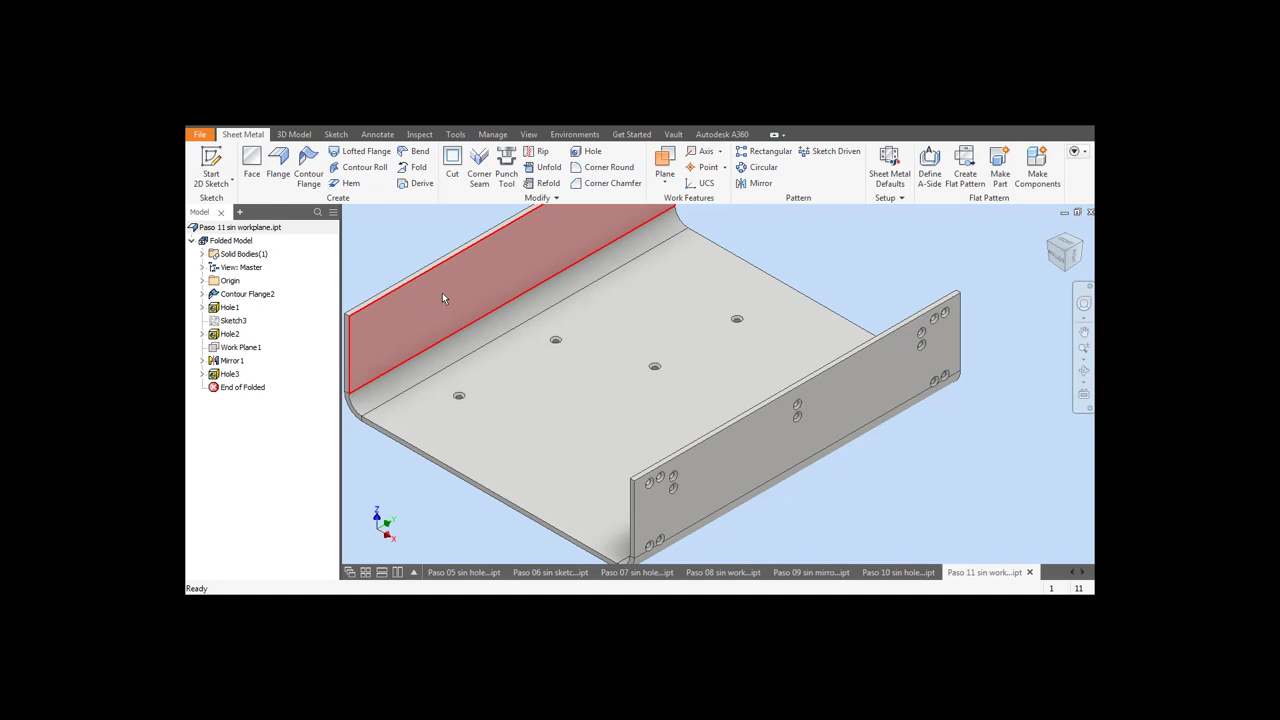 File Sheet Metal 3D Model Sketch Annotate Inspect Tools Manage View Environments Get Started Vault Autodesk A360
Start
2D Sketch
Face
Flange
Contour
Flange
Lofted Flange
Contour Roll
Hem
Bend
Fold
Derive
Cut
Corner
Seam
Punch
Tool
Rip
Unfold
Refold
Hole
Corner Round
Corner Chamfer
Plane
Axis
Point
UCS
Rectangular
Circular
Mirror
Sketch Driven
Sheet Metal
Defaults
Define
A-Side
Create
Flat Pattern
Make
Part
Make
Components
Sketch Create Modify Work Features Pattern Setup Flat Pattern
Model
Paso 11 sin workplane.ipt
Folded Model
Solid Bodies(1)
View: Master
Origin
Contour Flange2
Hole1
Sketch3
Hole2
Work Plane1
Mirror1
Hole3
End of Folded
Z
Y
X
Paso 05 sin hole...ipt Paso 06 sin sketc...ipt Paso 07 sin hole...ipt Paso 08 sin work...ipt Paso 09 sin mirro...ipt Paso 10 sin hole...ipt Paso 11 sin work...ipt
Ready 1 11